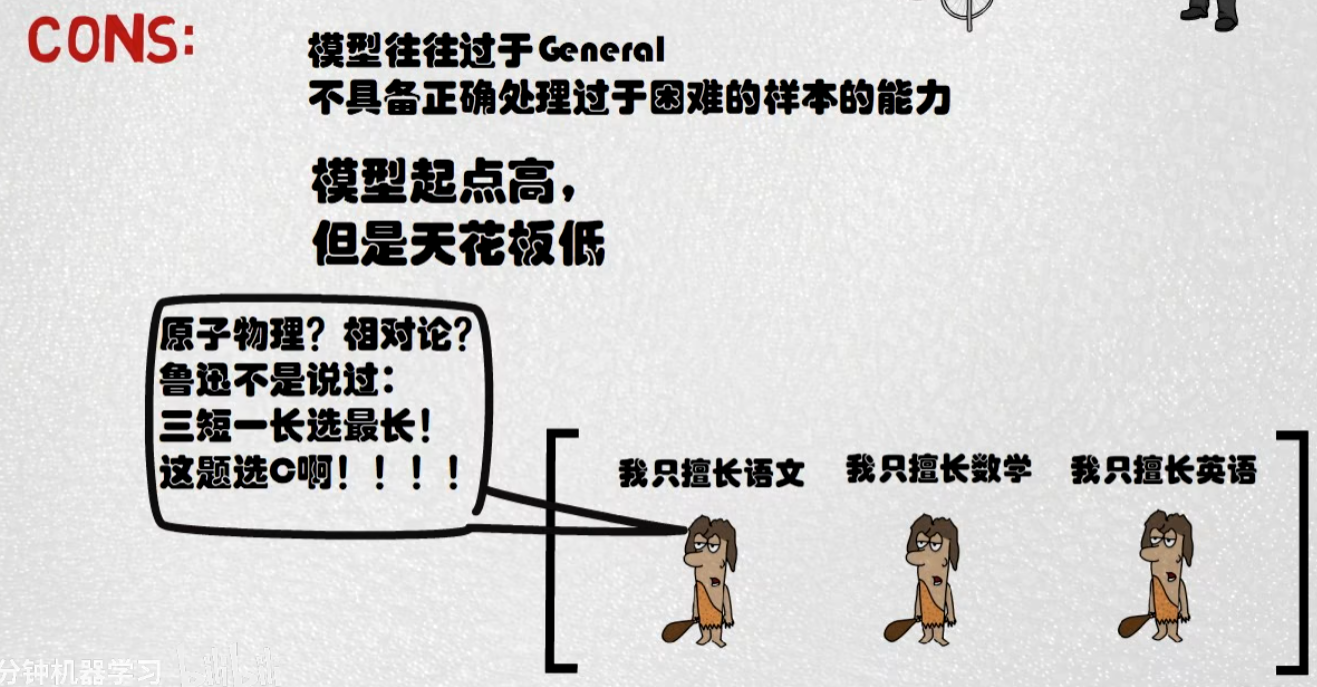 CONS:
模型往往过于General
不具备正确处理过于困难的样本的能力
模型起点高，
但是天花板低
原子物理？相对论？
鲁迅不是说过：
三短一长选最长！
这题选C啊！！！！
我只擅长语文
我只擅长数学
我只擅长英语
分钟机器学习